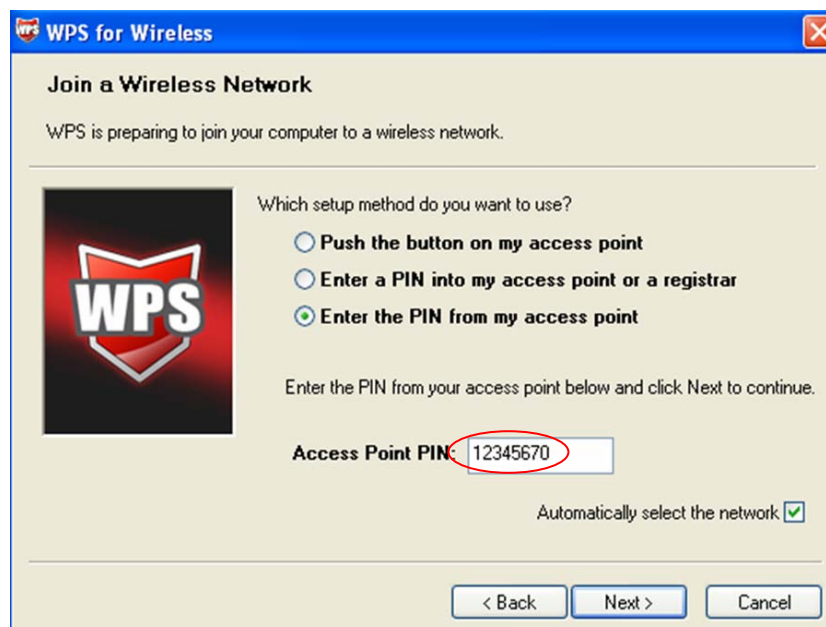 WPS for Wireless
Join a Wireless Network
WPS is preparing to join your computer to a wireless network.
Which setup method do you want to use?
Push the button on my access point
Enter a PIN into my access point or a registrar
Enter the PIN from my access point
WPS
Enter the PIN from your access point below and click Next to continue.
Access Point PIN: 12345670
Automatically select the network
< Back Next > Cancel